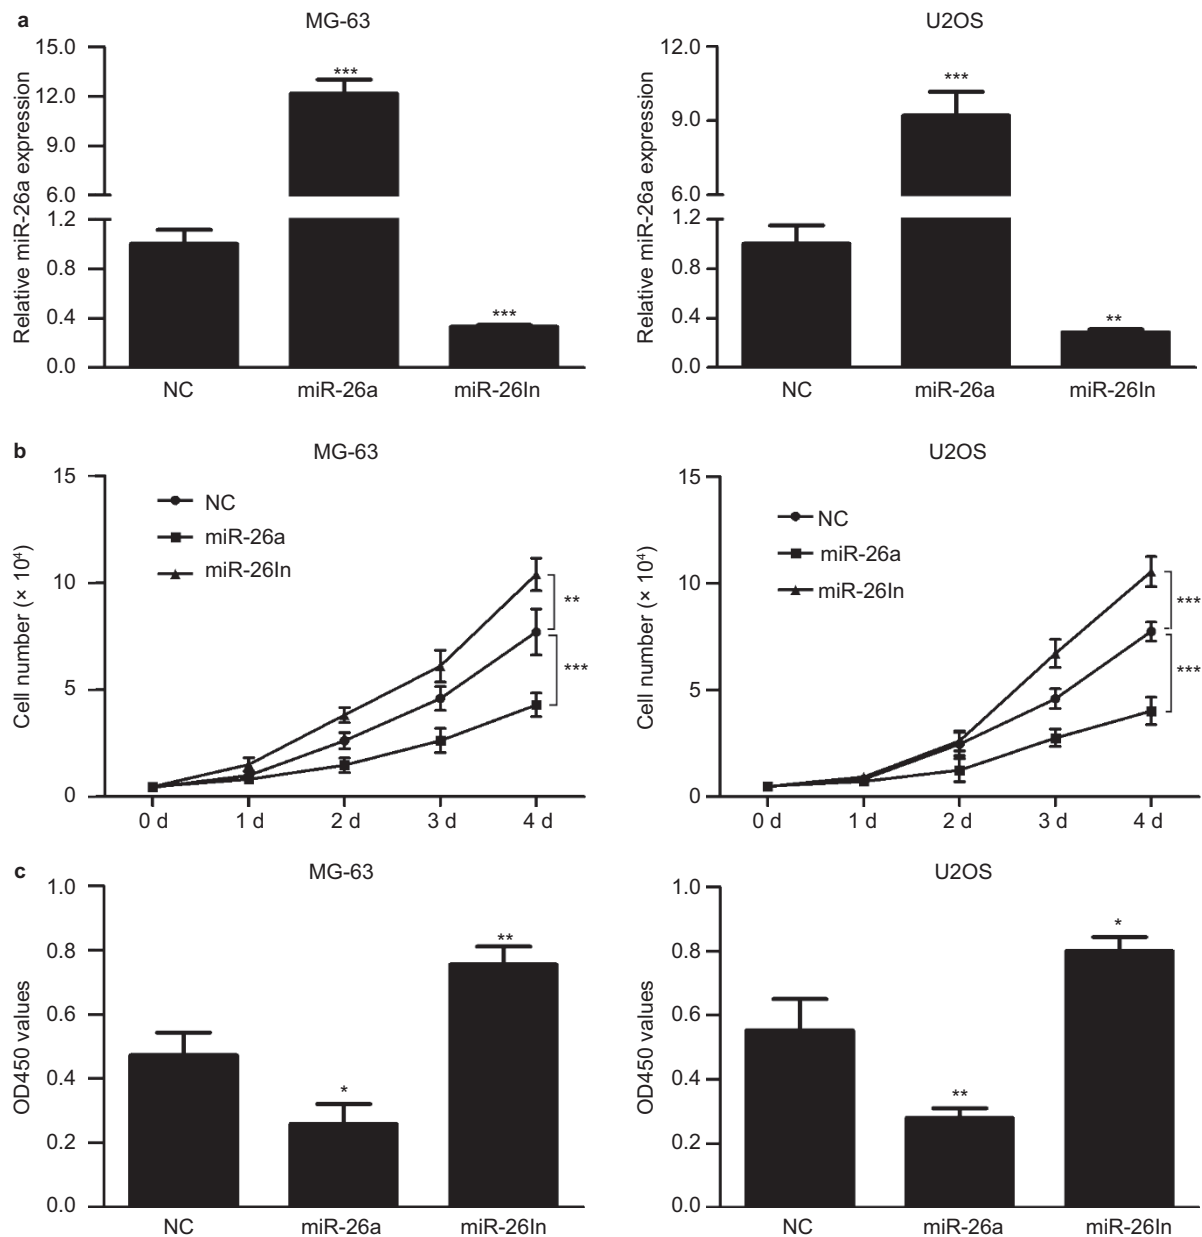 a
MG-63
U2OS
Relative miR-26a expression
15.0
12.0
9.0
6.0
1.2
0.8
0.4
0.0
***
***
NC
miR-26a
miR-26In
Relative miR-26a expression
12.0
9.0
6.0
1.2
0.8
0.4
0.0
***
**
NC
miR-26a
miR-26In
b
MG-63
U2OS
Cell number (× 10⁴)
15
10
5
0
NC
miR-26a
miR-26In
**
***
0 d
1 d
2 d
3 d
4 d
Cell number (× 10⁴)
15
10
5
0
NC
miR-26a
miR-26In
***
***
0 d
1 d
2 d
3 d
4 d
c
MG-63
U2OS
OD450 values
1.0
0.8
0.6
0.4
0.2
0.0
*
**
NC
miR-26a
miR-26In
OD450 values
1.0
0.8
0.6
0.4
0.2
0.0
**
*
NC
miR-26a
miR-26In